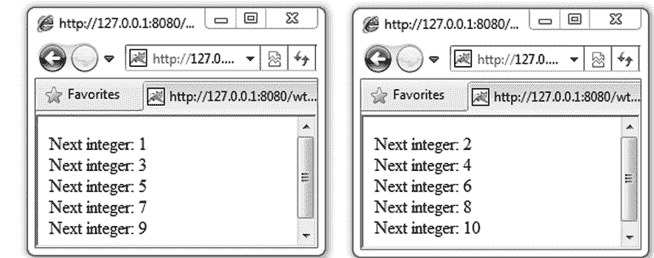 http://127.0.0.1:8080/...
http://127.0....
Favorites
http://127.0.0.1:8080/wt...
Next integer: 1
Next integer: 3
Next integer: 5
Next integer: 7
Next integer: 9
http://127.0.0.1:8080/...
http://127.0....
Favorites
http://127.0.0.1:8080/wt...
Next integer: 2
Next integer: 4
Next integer: 6
Next integer: 8
Next integer: 10